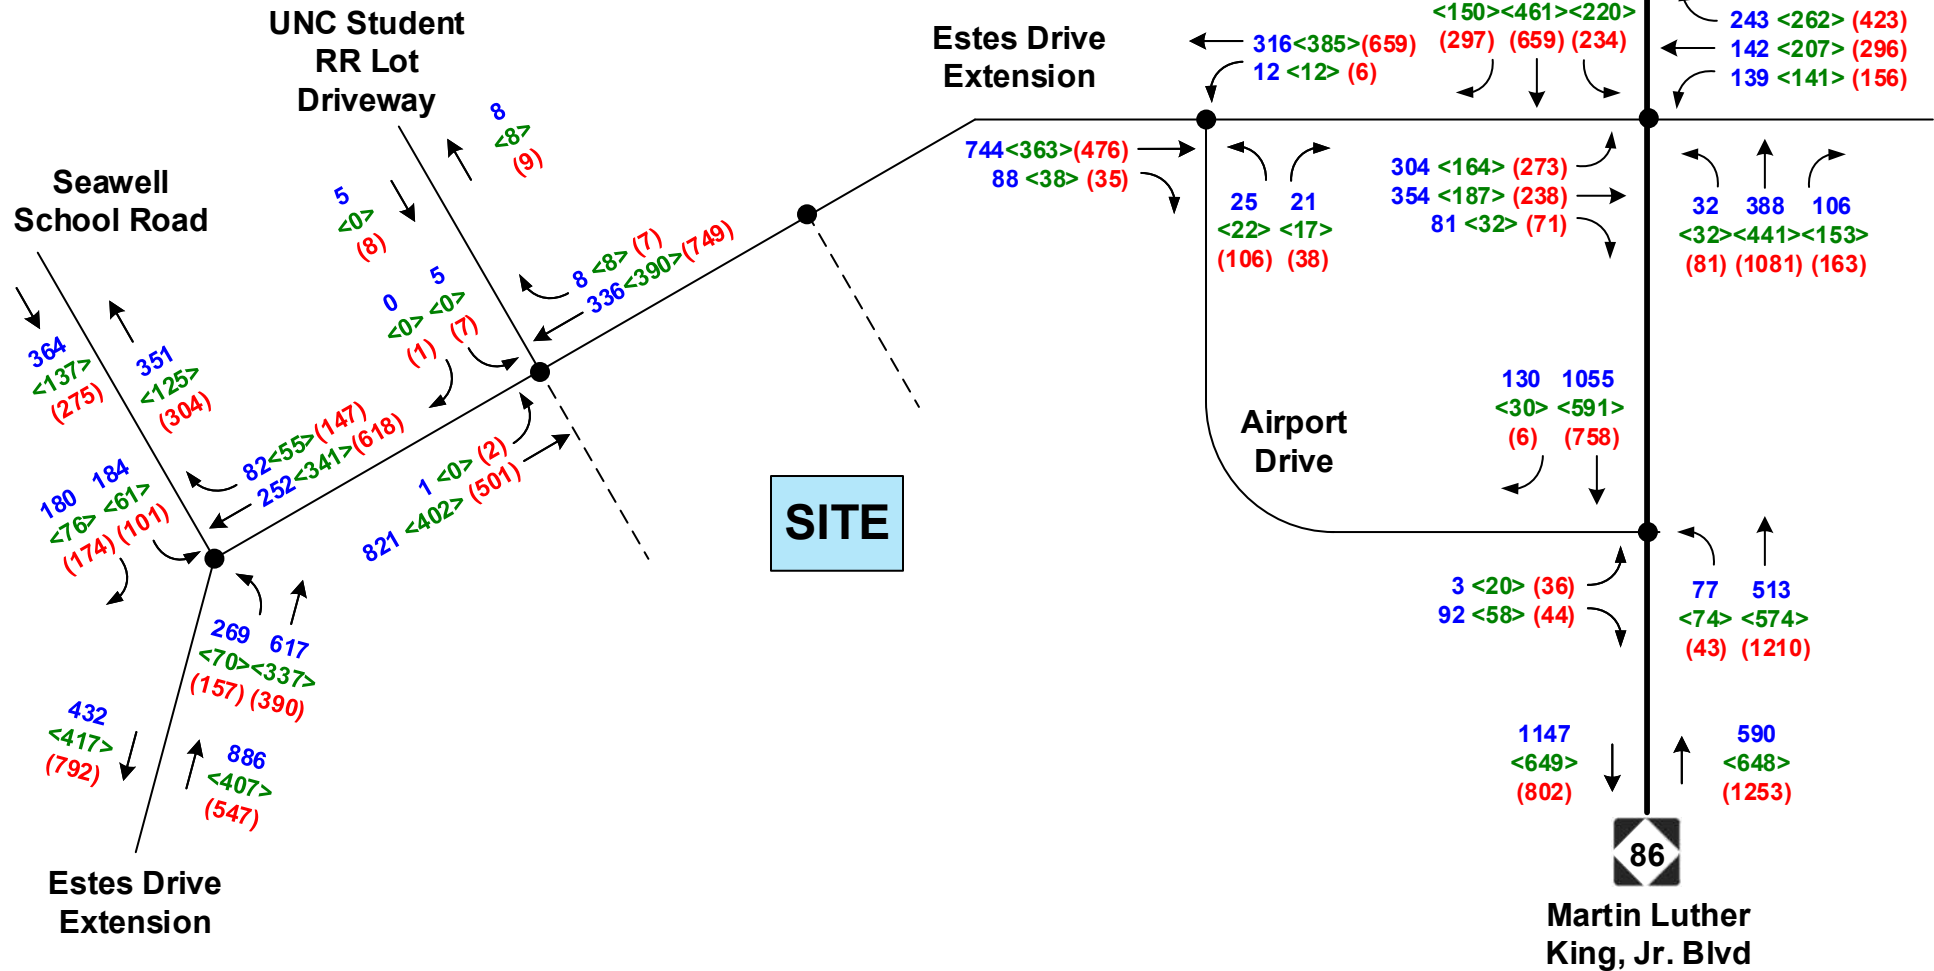 UNC Student
RR Lot
Driveway
Seawell
School Road
Estes Drive
Extension
316<385>(659)
12 <12> (6)
<150><461><220>
(297) (659) (234)
243 <262> (423)
142 <207> (296)
139 <141> (156)
744<363>(476)
88 <38> (35)
25 21
<22> <17>
(106) (38)
304 <164> (273)
354 <187> (238)
81 <32> (71)
32 388 106
<32><441><153>
(81) (1081) (163)
8
<8>
(9)
5
<0>
(8)
8 <8> (7)
336<390>(749)
0 5
<0> <0>
(1) (7)
364
<137>
(275)
351
<125>
(304)
82<55>(147)
252<341>(618)
1 <0> (2)
821 <402> (501)
180 184
<76> <61>
(174) (101)
269 617
<70><337>
(157) (390)
432
<417>
(792)
886
<407>
(547)
Estes Drive
Extension
SITE
Airport
Drive
130 1055
<30> <591>
(6) (758)
3 <20> (36)
92 <58> (44)
77 513
<74> <574>
(43) (1210)
1147
<649>
(802)
590
<648>
(1253)
86
Martin Luther
King, Jr. Blvd